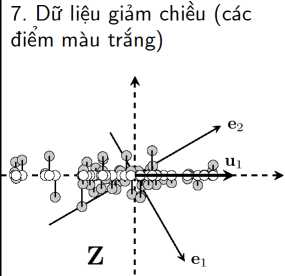 7. Dữ liệu giảm chiều (các
điểm màu trắng)
e₂
u₁
e₁
Z